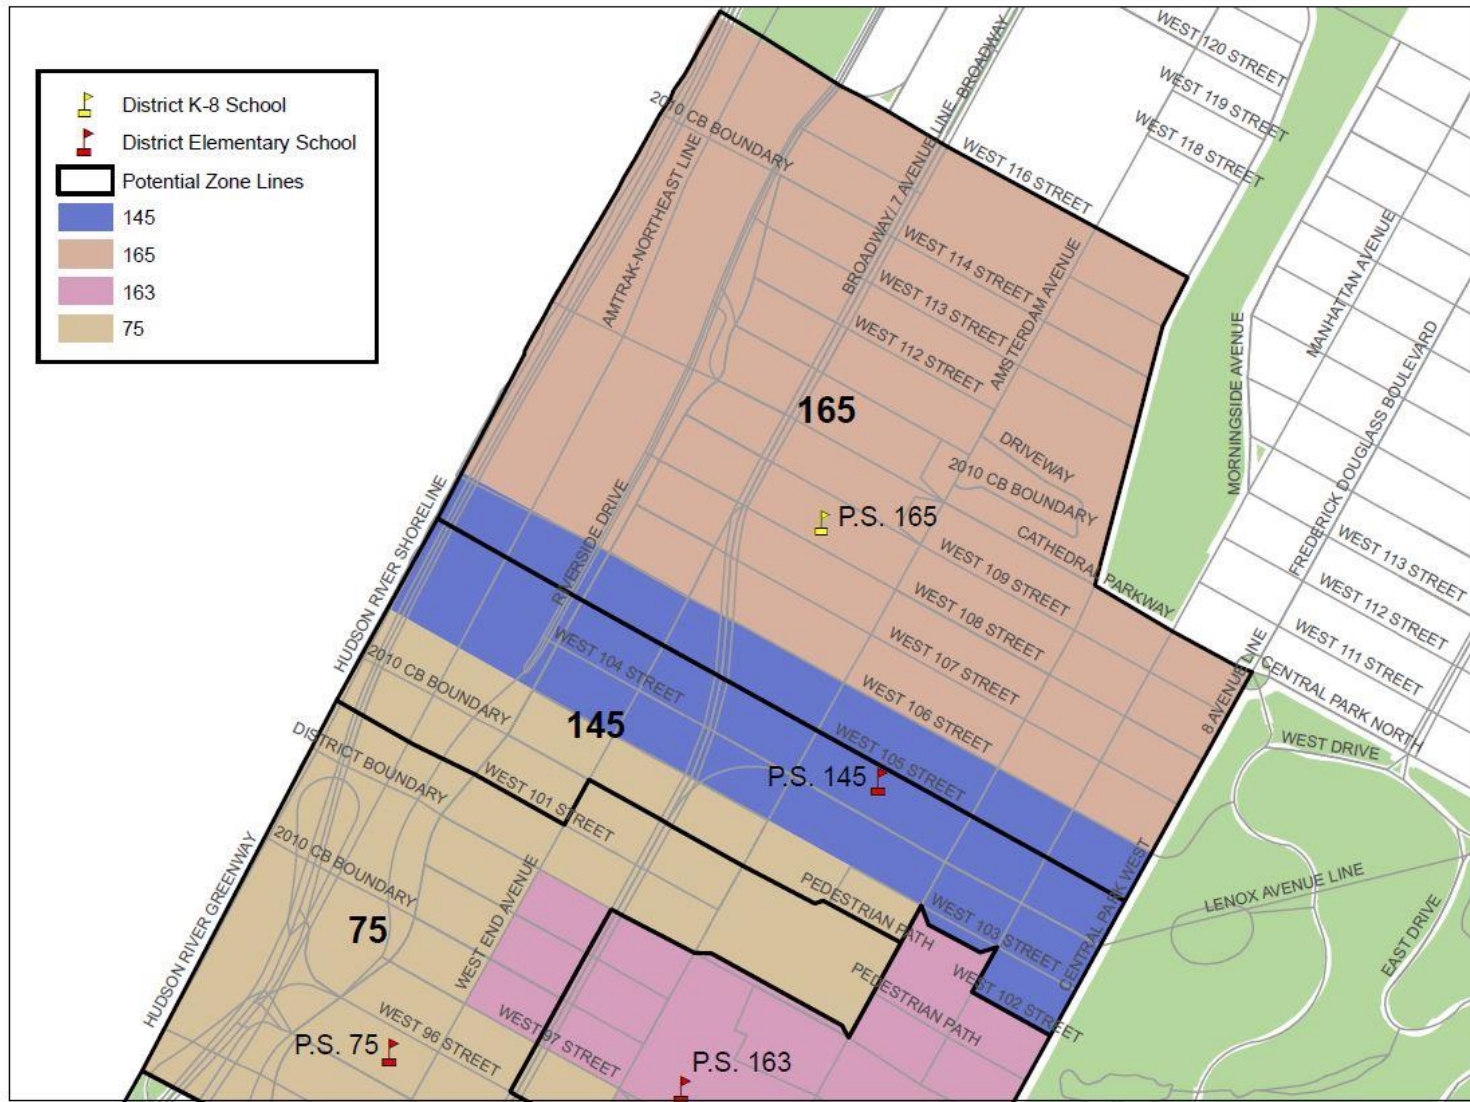 District K-8 School
District Elementary School
Potential Zone Lines
145
165
163
75
WEST 120 STREET
WEST 119 STREET
WEST 118 STREET
WEST 116 STREET
BROADWAY
BROADWAY/ 7 AVENUE LINE
2010 CB BOUNDARY
AMTRAK-NORTHEAST LINE
WEST 114 STREET
WEST 113 STREET
WEST 112 STREET
AMSTERDAM AVENUE
MANHATTAN AVENUE
MORNINGSIDE AVENUE
FREDERICK DOUGLASS BOULEVARD
165
DRIVEWAY
2010 CB BOUNDARY
P.S. 165
CATHEDRAL PARKWAY
HUDSON RIVER SHORELINE
RIVERSIDE DRIVE
WEST 109 STREET
WEST 108 STREET
WEST 107 STREET
WEST 106 STREET
WEST 113 STREET
WEST 112 STREET
WEST 111 STREET
8 AVENUE LINE
CENTRAL PARK NORTH
WEST DRIVE
WEST 104 STREET
WEST 105 STREET
145
P.S. 145
2010 CB BOUNDARY
DISTRICT BOUNDARY
WEST 101 STREET
2010 CB BOUNDARY
HUDSON RIVER GREENWAY
WEST END AVENUE
PEDESTRIAN PATH
WEST 103 STREET
CENTRAL PARK WEST
LENOX AVENUE LINE
EAST DRIVE
75
PEDESTRIAN PATH
WEST 102 STREET
WEST 97 STREET
WEST 96 STREET
P.S. 75
P.S. 163